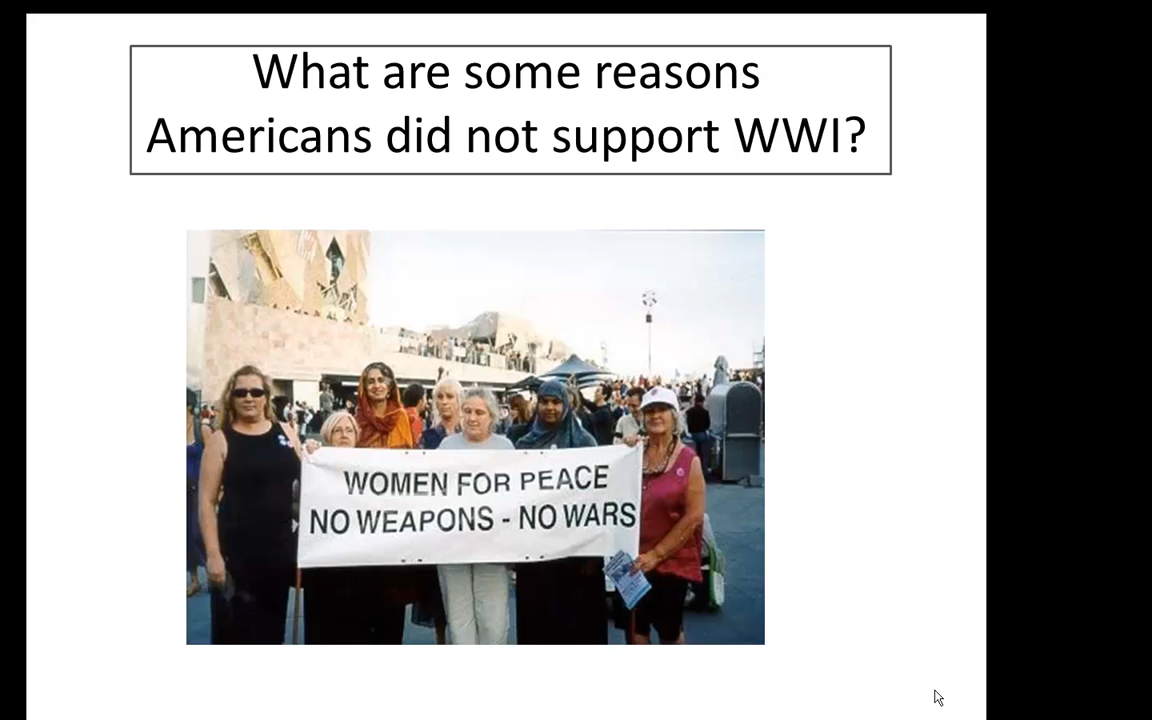 What are some reasons
Americans did not support WWI?
WOMEN FOR PEACE
NO WEAPONS - NO WARS